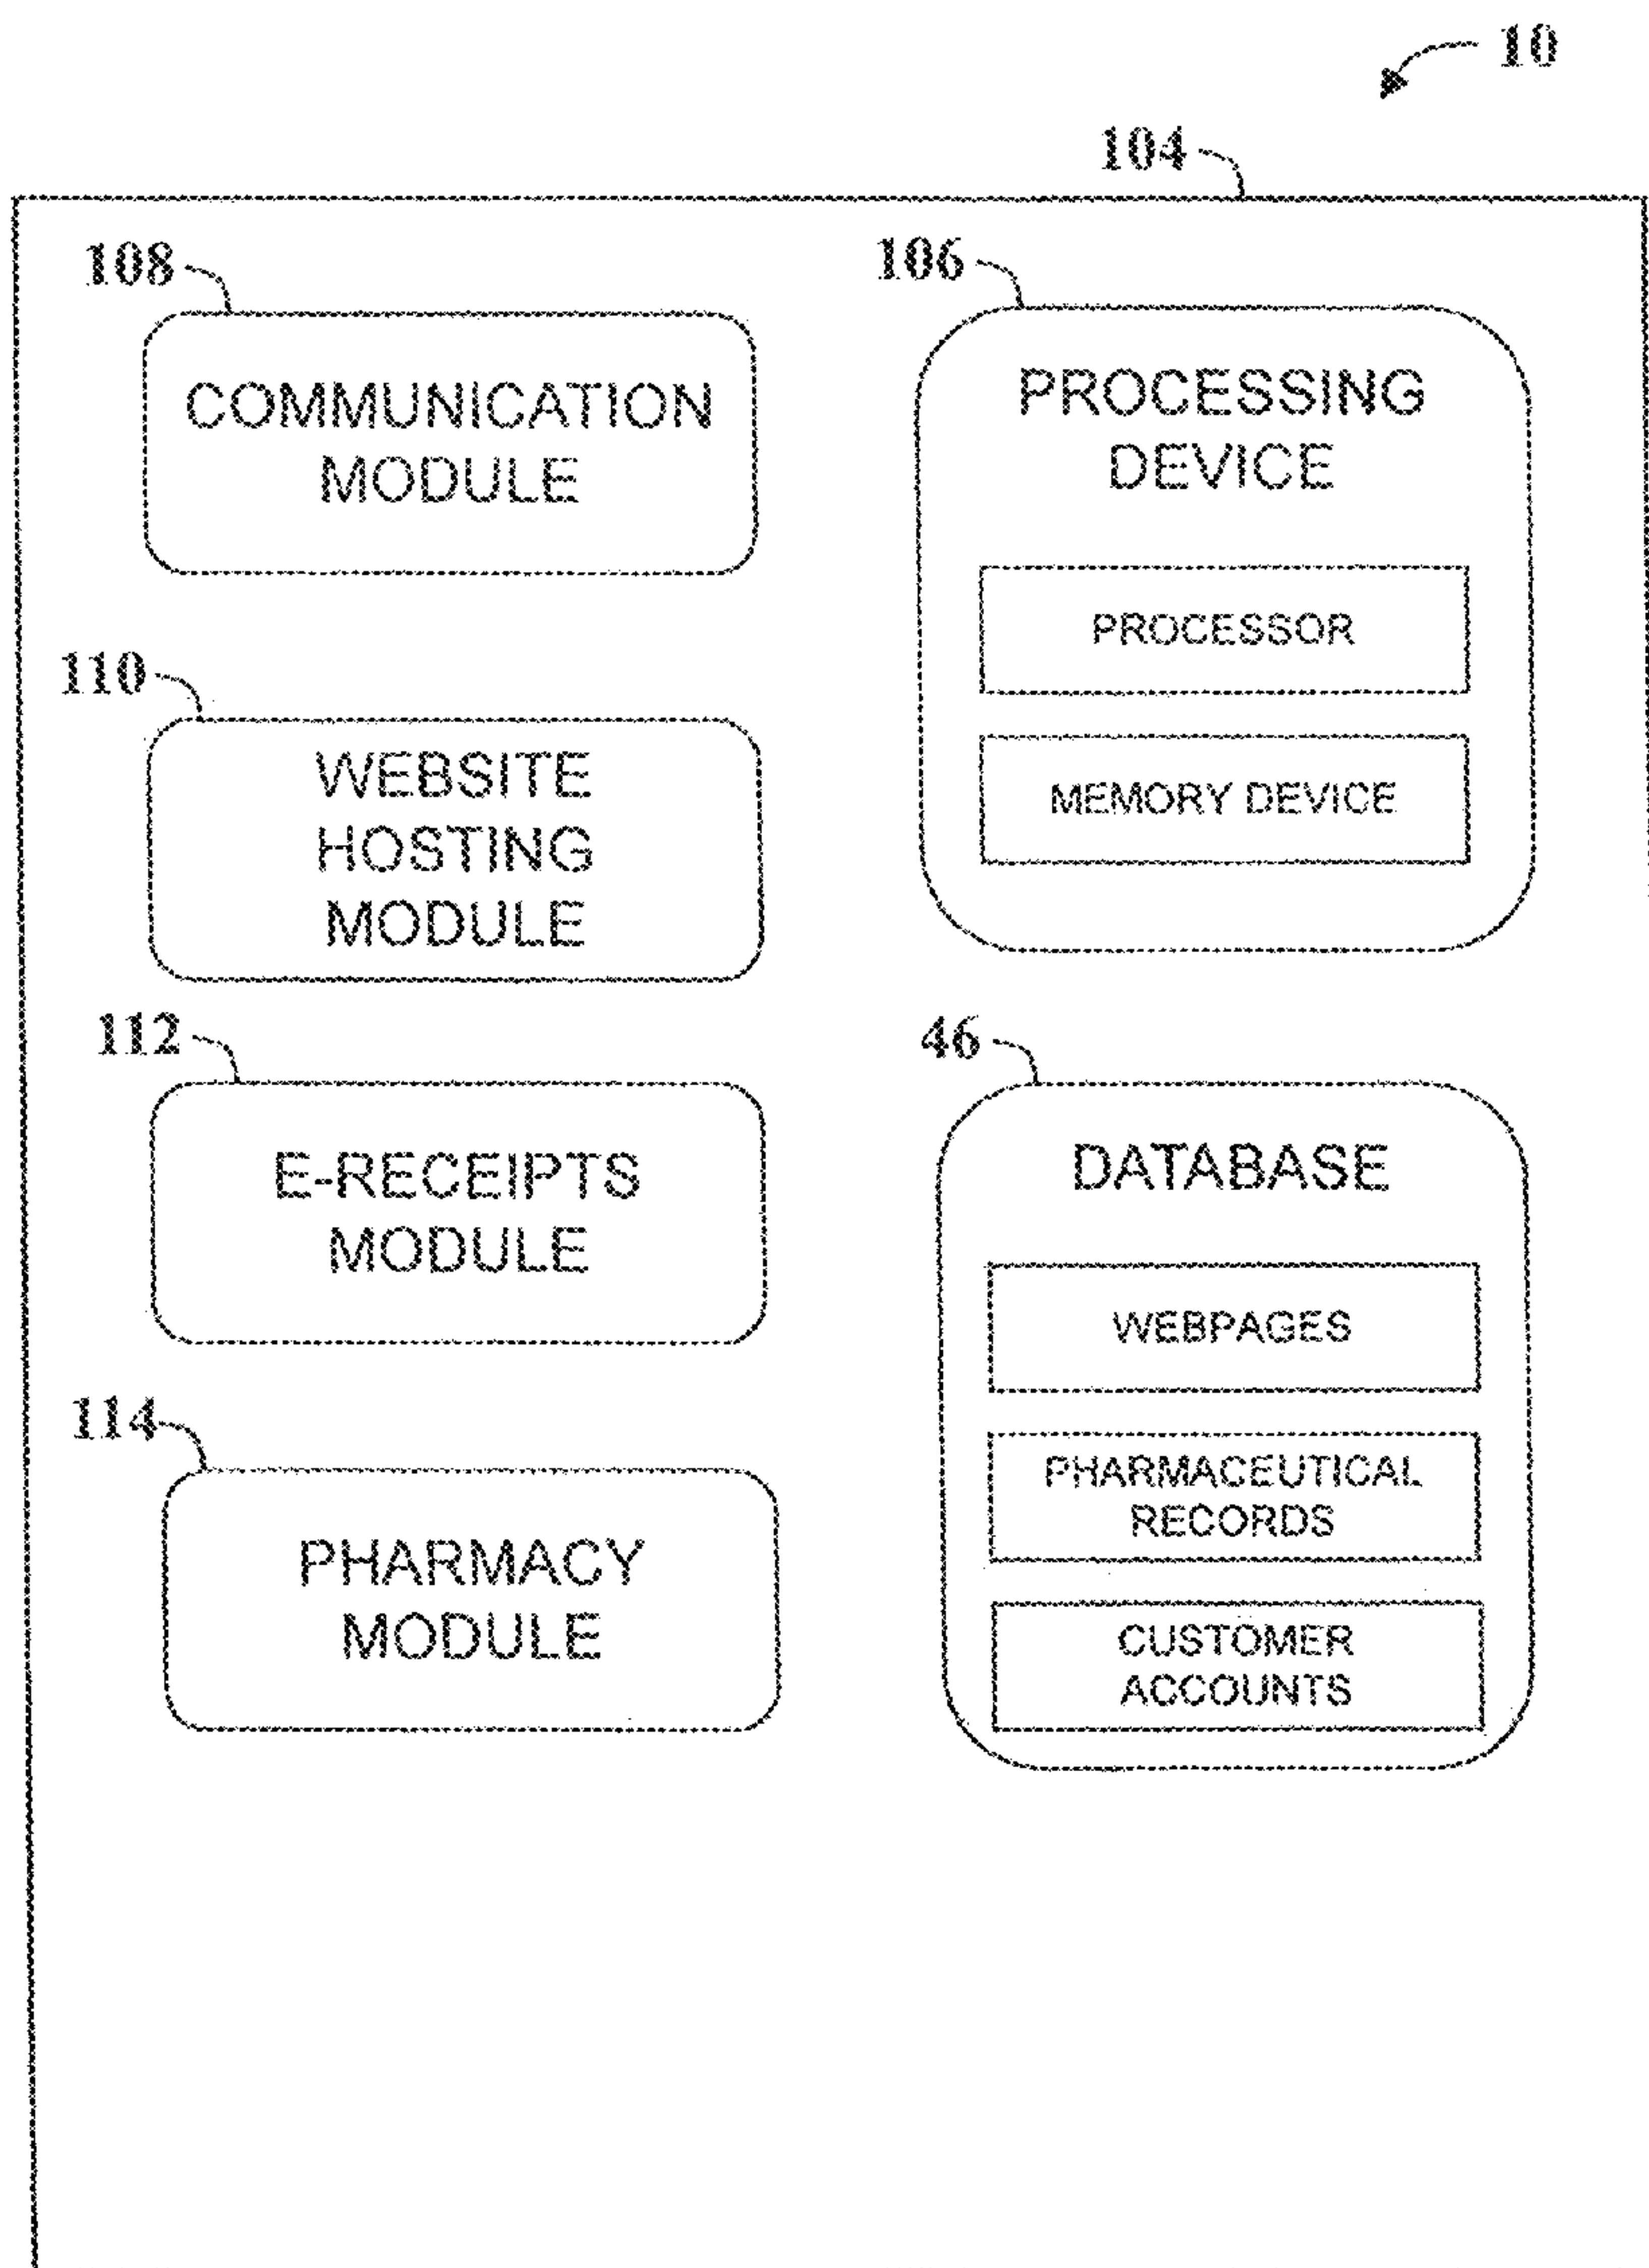 10
104
108
COMMUNICATION
MODULE
110
WEBSITE
HOSTING
MODULE
112
E-RECEIPTS
MODULE
114
PHARMACY
MODULE
106
PROCESSING
DEVICE
PROCESSOR
MEMORY DEVICE
46
DATABASE
WEBPAGES
PHARMACEUTICAL
RECORDS
CUSTOMER
ACCOUNTS